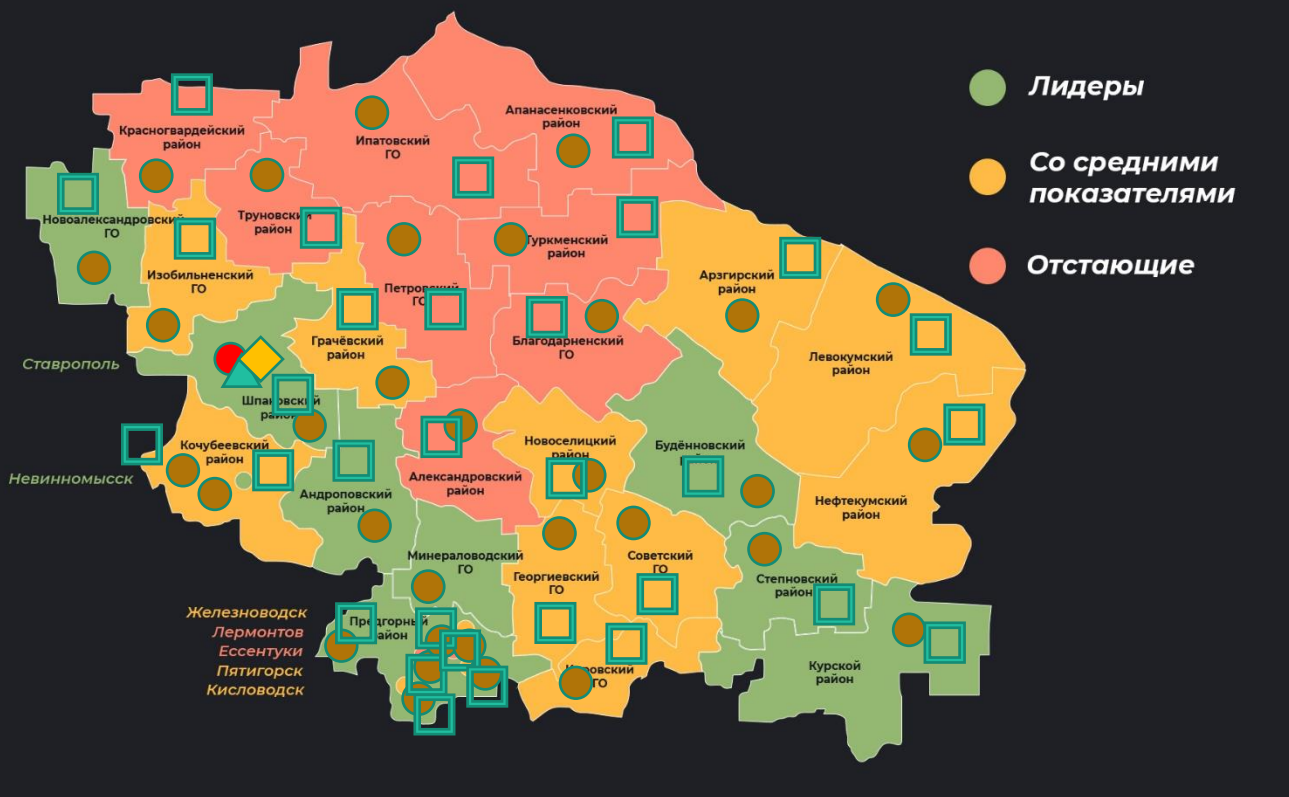 Лидеры
Со средними
показателями
Отстающие
Апанасенковский
район
Красногвардейский
район
Ипатовский
ГО
Новоалександровский
ГО
Труновский
район
Туркменский
район
Изобильненский
ГО
Арзгирский
район
Петровский
ГО
Грачёвский
район
Благодарненский
ГО
Левокумский
район
Ставрополь
Шпаковский
район
Кочубеевский
район
Новоселицкий
район
Будённовский
Невинномысск
Александровский
район
Андроповский
район
Нефтекумский
район
Минераловодский
ГО
Георгиевский
ГО
Советский
ГО
Степновский
район
Железноводск
Лермонтов
Ессентуки
Пятигорск
Кисловодск
Предгорный
район
ГО
Курской
район